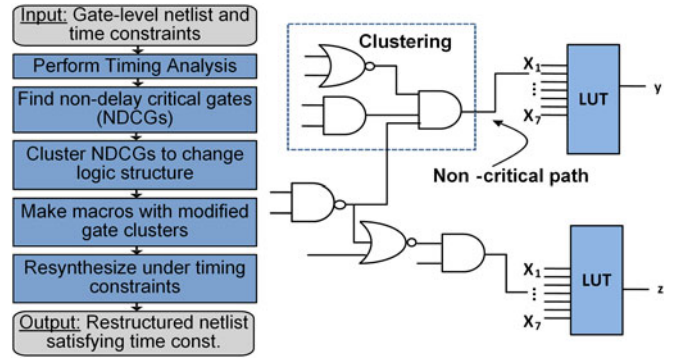 Input: Gate-level netlist and
time constraints
Perform Timing Analysis
Find non-delay critical gates
(NDCGs)
Cluster NDCGs to change
logic structure
Make macros with modified
gate clusters
Resynthesize under timing
constraints
Output: Restructured netlist
satisfying time const.
Clustering
X1
X7
LUT
y
Non -critical path
X1
X7
LUT
z